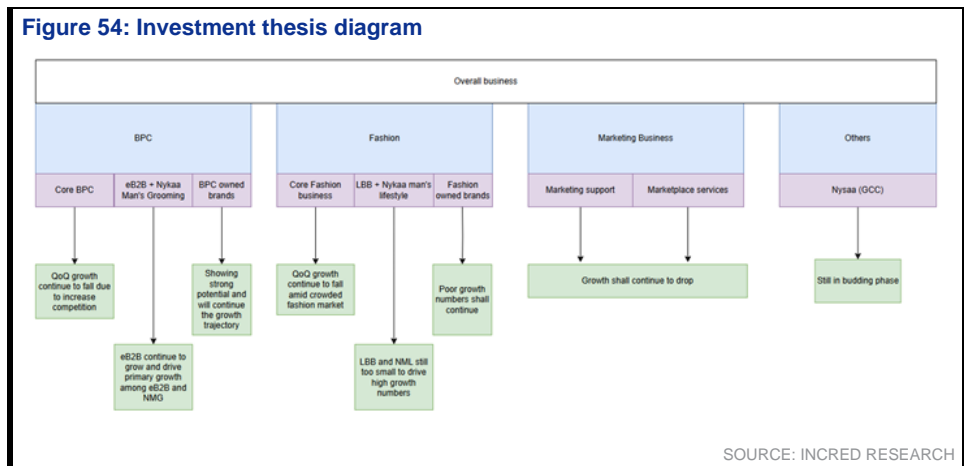 Figure 54: Investment thesis diagram
Overall business
BPC
Fashion
Marketing Business
Others
Core BPC
eB2B + Nykaa
Man's Grooming
BPC owned
brands
Core Fashion
business
LBB + Nykaa man's
lifestyle
Fashion
owned brands
Marketing support
Marketplace services
Nysaa (GCC)
QoQ growth
continue to fall due
to increase
competition
eB2B continue to
grow and drive
primary growth
among eB2B and
NMG
Showing
strong
potential and
will continue
the growth
trajectory
QoQ growth
continue to fall
amid crowded
fashion market
LBB and NML still
too small to drive
high growth
numbers
Poor growth
numbers shall
continue
Growth shall continue to drop
Still in budding phase
SOURCE: INCRED RESEARCH